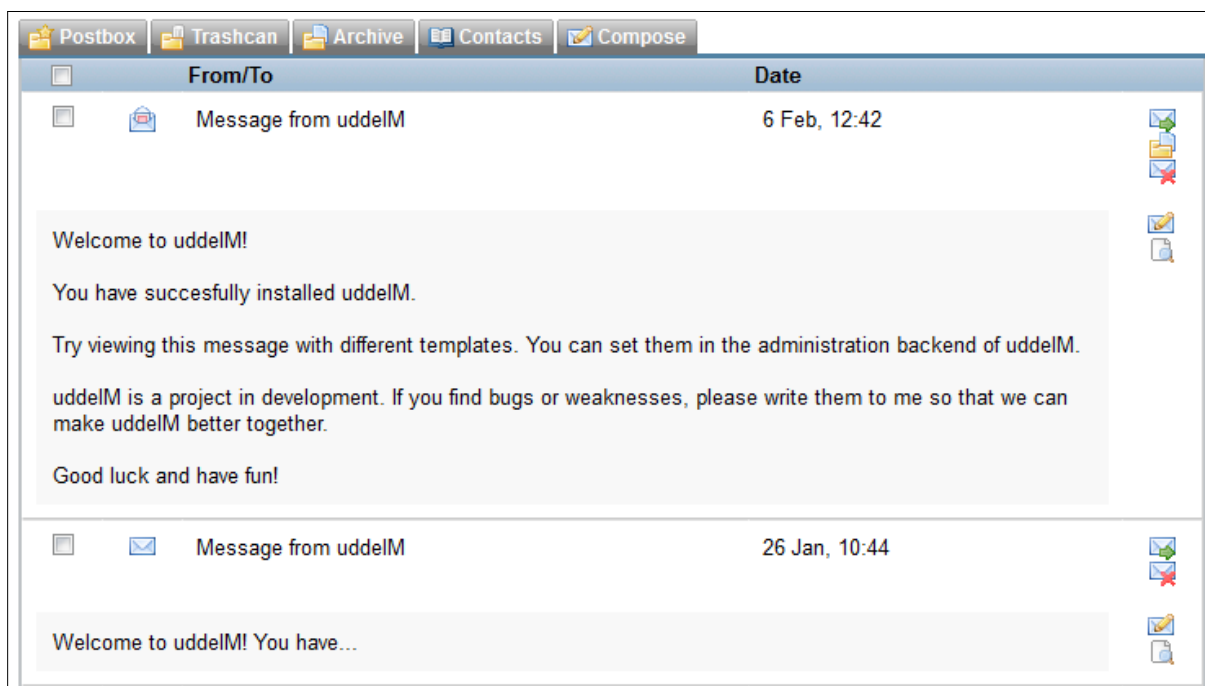 Postbox Trashcan Archive Contacts Compose
From/To Date
Message from uddeIM 6 Feb, 12:42
Welcome to uddeIM!
You have succesfully installed uddeIM.
Try viewing this message with different templates. You can set them in the administration backend of uddeIM.
uddeIM is a project in development. If you find bugs or weaknesses, please write them to me so that we can
make uddeIM better together.
Good luck and have fun!
Message from uddeIM 26 Jan, 10:44
Welcome to uddeIM! You have...